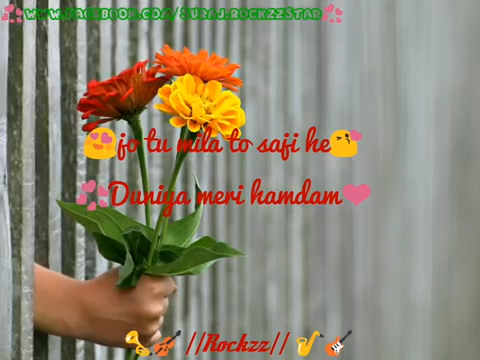 💞www.facebook.com/Suraj.rockzzstar💞
😍jo tu mila to saji he😘
💞Duniya meri hamdam❤
🎺🎻 //Rockzz// 🎷🎸